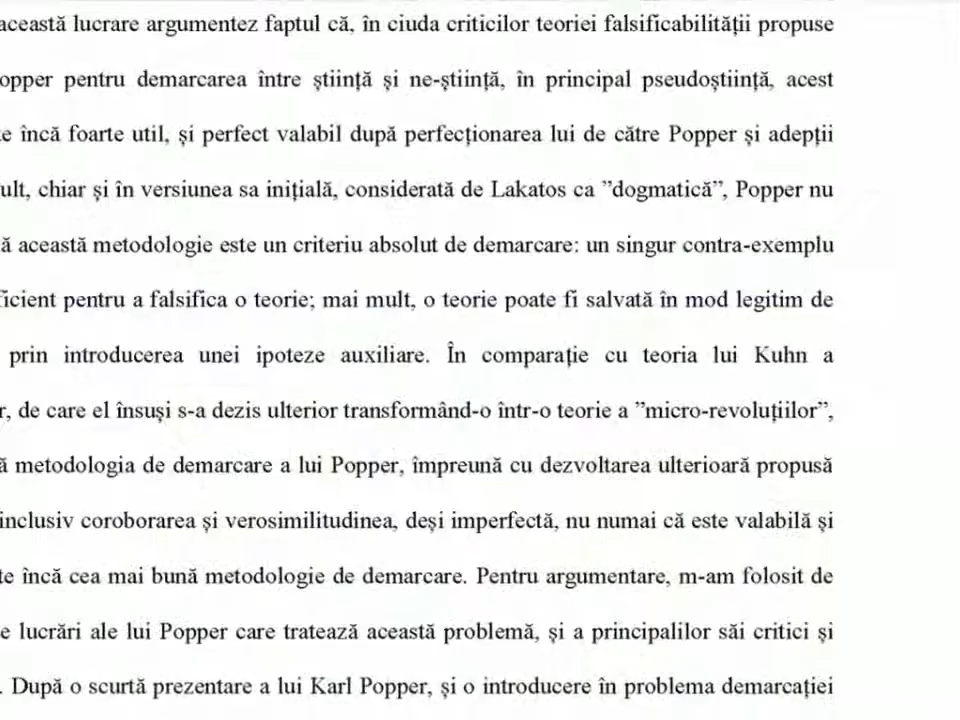 această lucrare argumentez faptul că, în ciuda criticilor teoriei falsificabilității propuse
opper pentru demarcarea între știință și ne-știință, în principal pseudoștiință, acest
e încă foarte util, și perfect valabil după perfecționarea lui de către Popper și adepții
ult, chiar și în versiunea sa inițială, considerată de Lakatos ca ”dogmatică”, Popper nu
ă această metodologie este un criteriu absolut de demarcare: un singur contra-exemplu
ficient pentru a falsifica o teorie; mai mult, o teorie poate fi salvată în mod legitim de
prin introducerea unei ipoteze auxiliare. În comparație cu teoria lui Kuhn a
r, de care el însuși s-a dezis ulterior transformând-o într-o teorie a ”micro-revoluțiilor”,
ă metodologia de demarcare a lui Popper, împreună cu dezvoltarea ulterioară propusă
inclusiv coroborarea și verosimilitudinea, deși imperfectă, nu numai că este valabilă și
te încă cea mai bună metodologie de demarcare. Pentru argumentare, m-am folosit de
e lucrări ale lui Popper care tratează această problemă, și a principalilor săi critici și
. După o scurtă prezentare a lui Karl Popper, și o introducere în problema demarcației